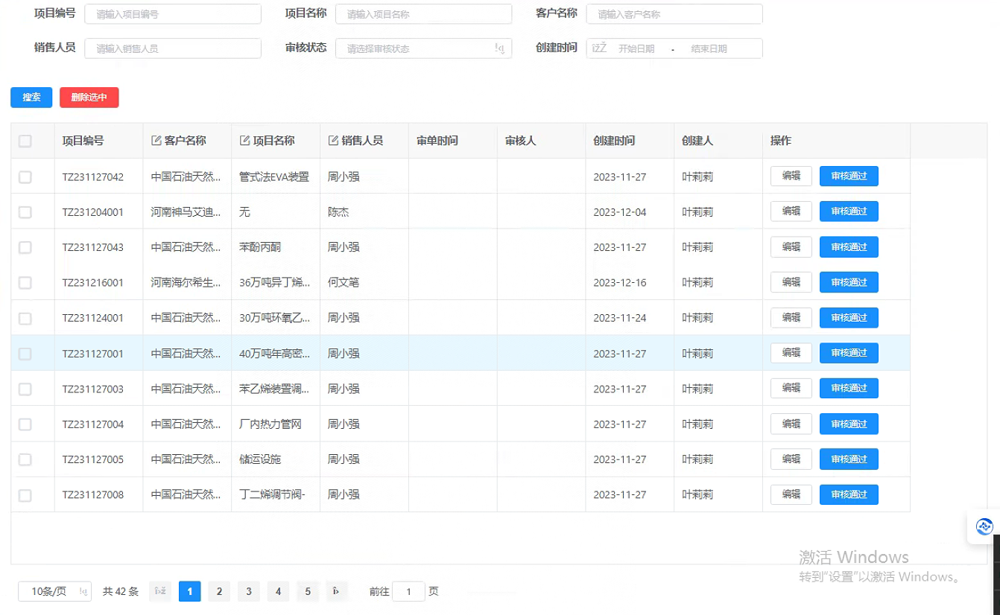 项目编号 请输入项目编号 项目名称 请输入项目名称 客户名称 请输入客户名称
销售人员 请输入销售人员 审核状态 请选择审核状态 创建时间 开始日期 - 结束日期
搜索 删除选中
项目编号 客户名称 项目名称 销售人员 审单时间 审核人 创建时间 创建人 操作
TZ231127042 中国石油天然... 管式法EVA装置 周小强 2023-11-27 叶莉莉 编辑 审核通过
TZ231204001 河南神马艾迪... 无 陈杰 2023-12-04 叶莉莉 编辑 审核通过
TZ231127043 中国石油天然... 苯酚丙酮 周小强 2023-11-27 叶莉莉 编辑 审核通过
TZ231216001 河南海尔希生... 36万吨异丁烯... 何文笔 2023-12-16 叶莉莉 编辑 审核通过
TZ231124001 中国石油天然... 30万吨环氧乙... 周小强 2023-11-24 叶莉莉 编辑 审核通过
TZ231127001 中国石油天然... 40万吨年高密... 周小强 2023-11-27 叶莉莉 编辑 审核通过
TZ231127003 中国石油天然... 苯乙烯装置调... 周小强 2023-11-27 叶莉莉 编辑 审核通过
TZ231127004 中国石油天然... 厂内热力管网 周小强 2023-11-27 叶莉莉 编辑 审核通过
TZ231127005 中国石油天然... 储运设施 周小强 2023-11-27 叶莉莉 编辑 审核通过
TZ231127008 中国石油天然... 丁二烯调节阀- 周小强 2023-11-27 叶莉莉 编辑 审核通过
激活 Windows
转到"设置"以激活 Windows。
10条/页 共 42 条 1 2 3 4 5 前往 1 页